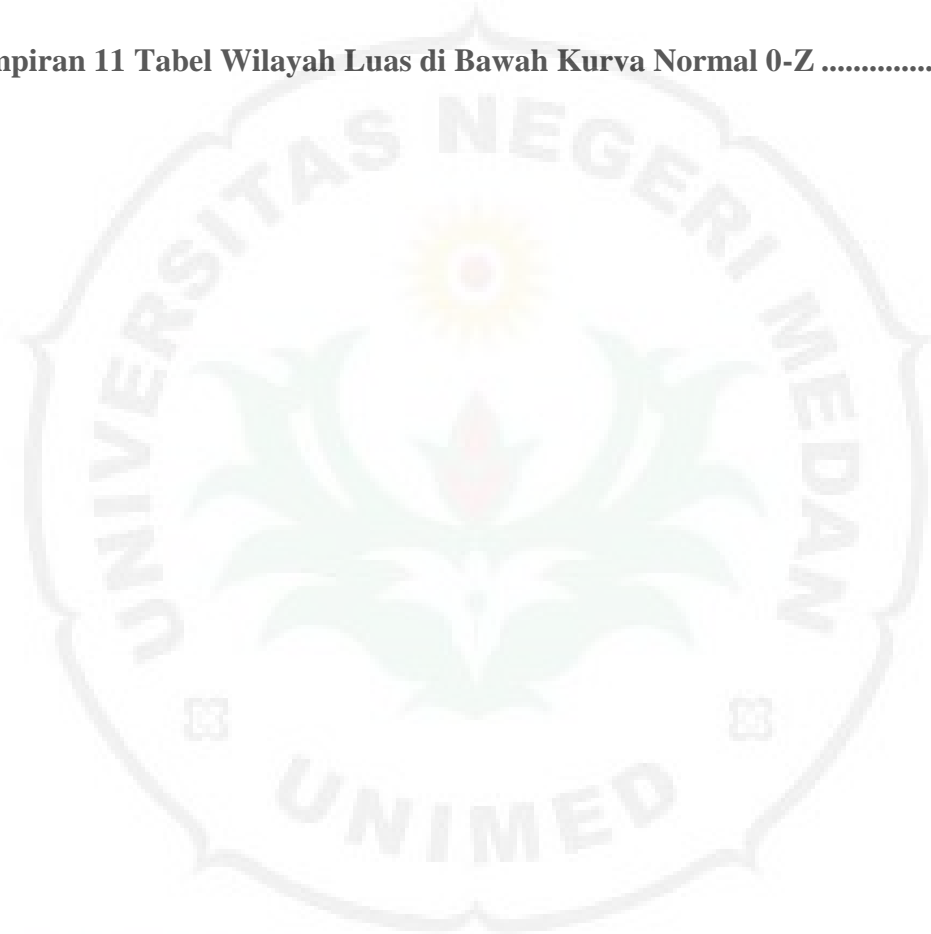 mpiran 11 Tabel Wilayah Luas di Bawah Kurva Normal 0-Z ..............
UNIVERSITAS NEGERI MEDAN
UNIMED